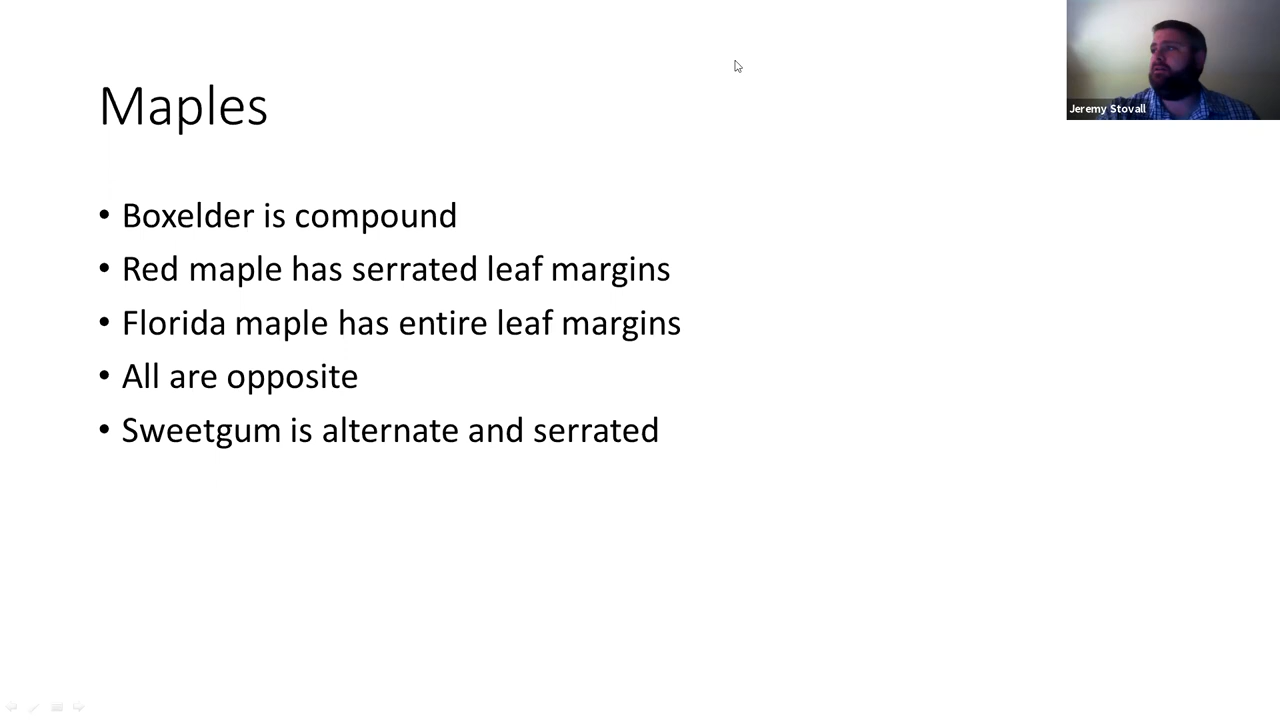 Maples
• Boxelder is compound
• Red maple has serrated leaf margins
• Florida maple has entire leaf margins
• All are opposite
• Sweetgum is alternate and serrated
Jeremy Stovall